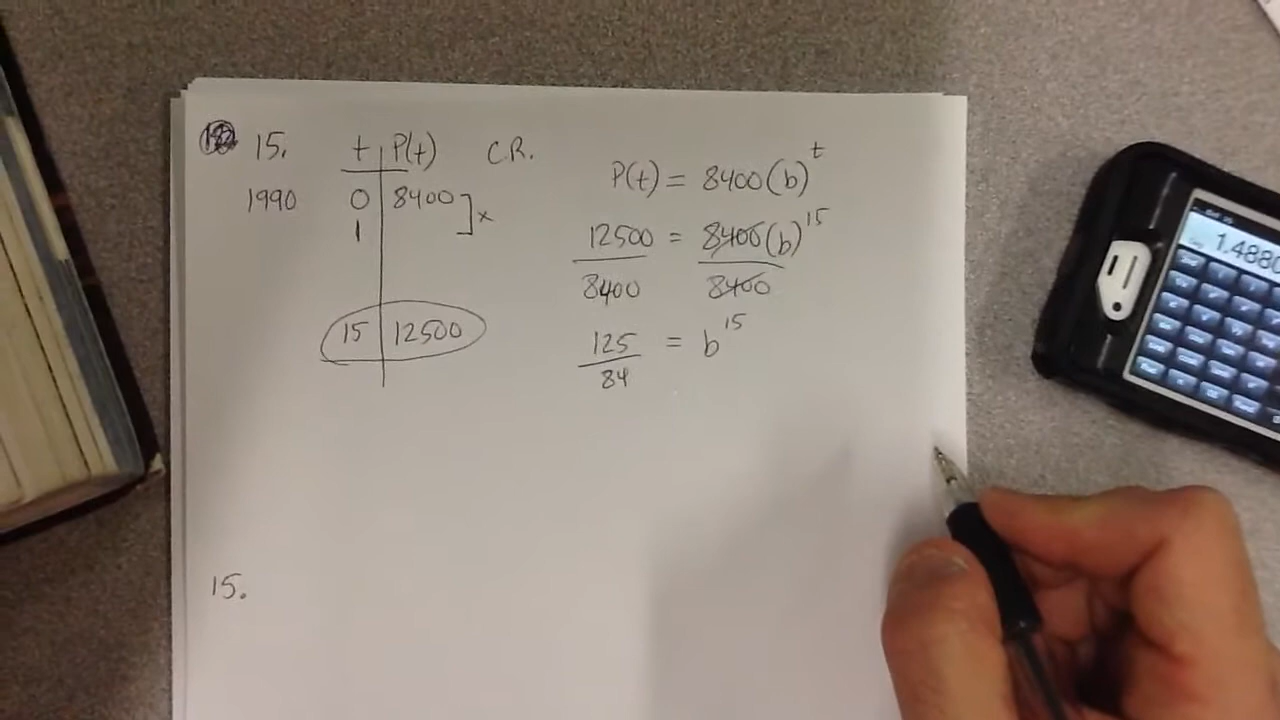 15. t P(t) C.R.
1990 0 8400 ] x
1
15 12500
P(t) = 8400(b)^t
12500 = 8400(b)^15
8400 8400
125 = b^15
84
15.
1.4880